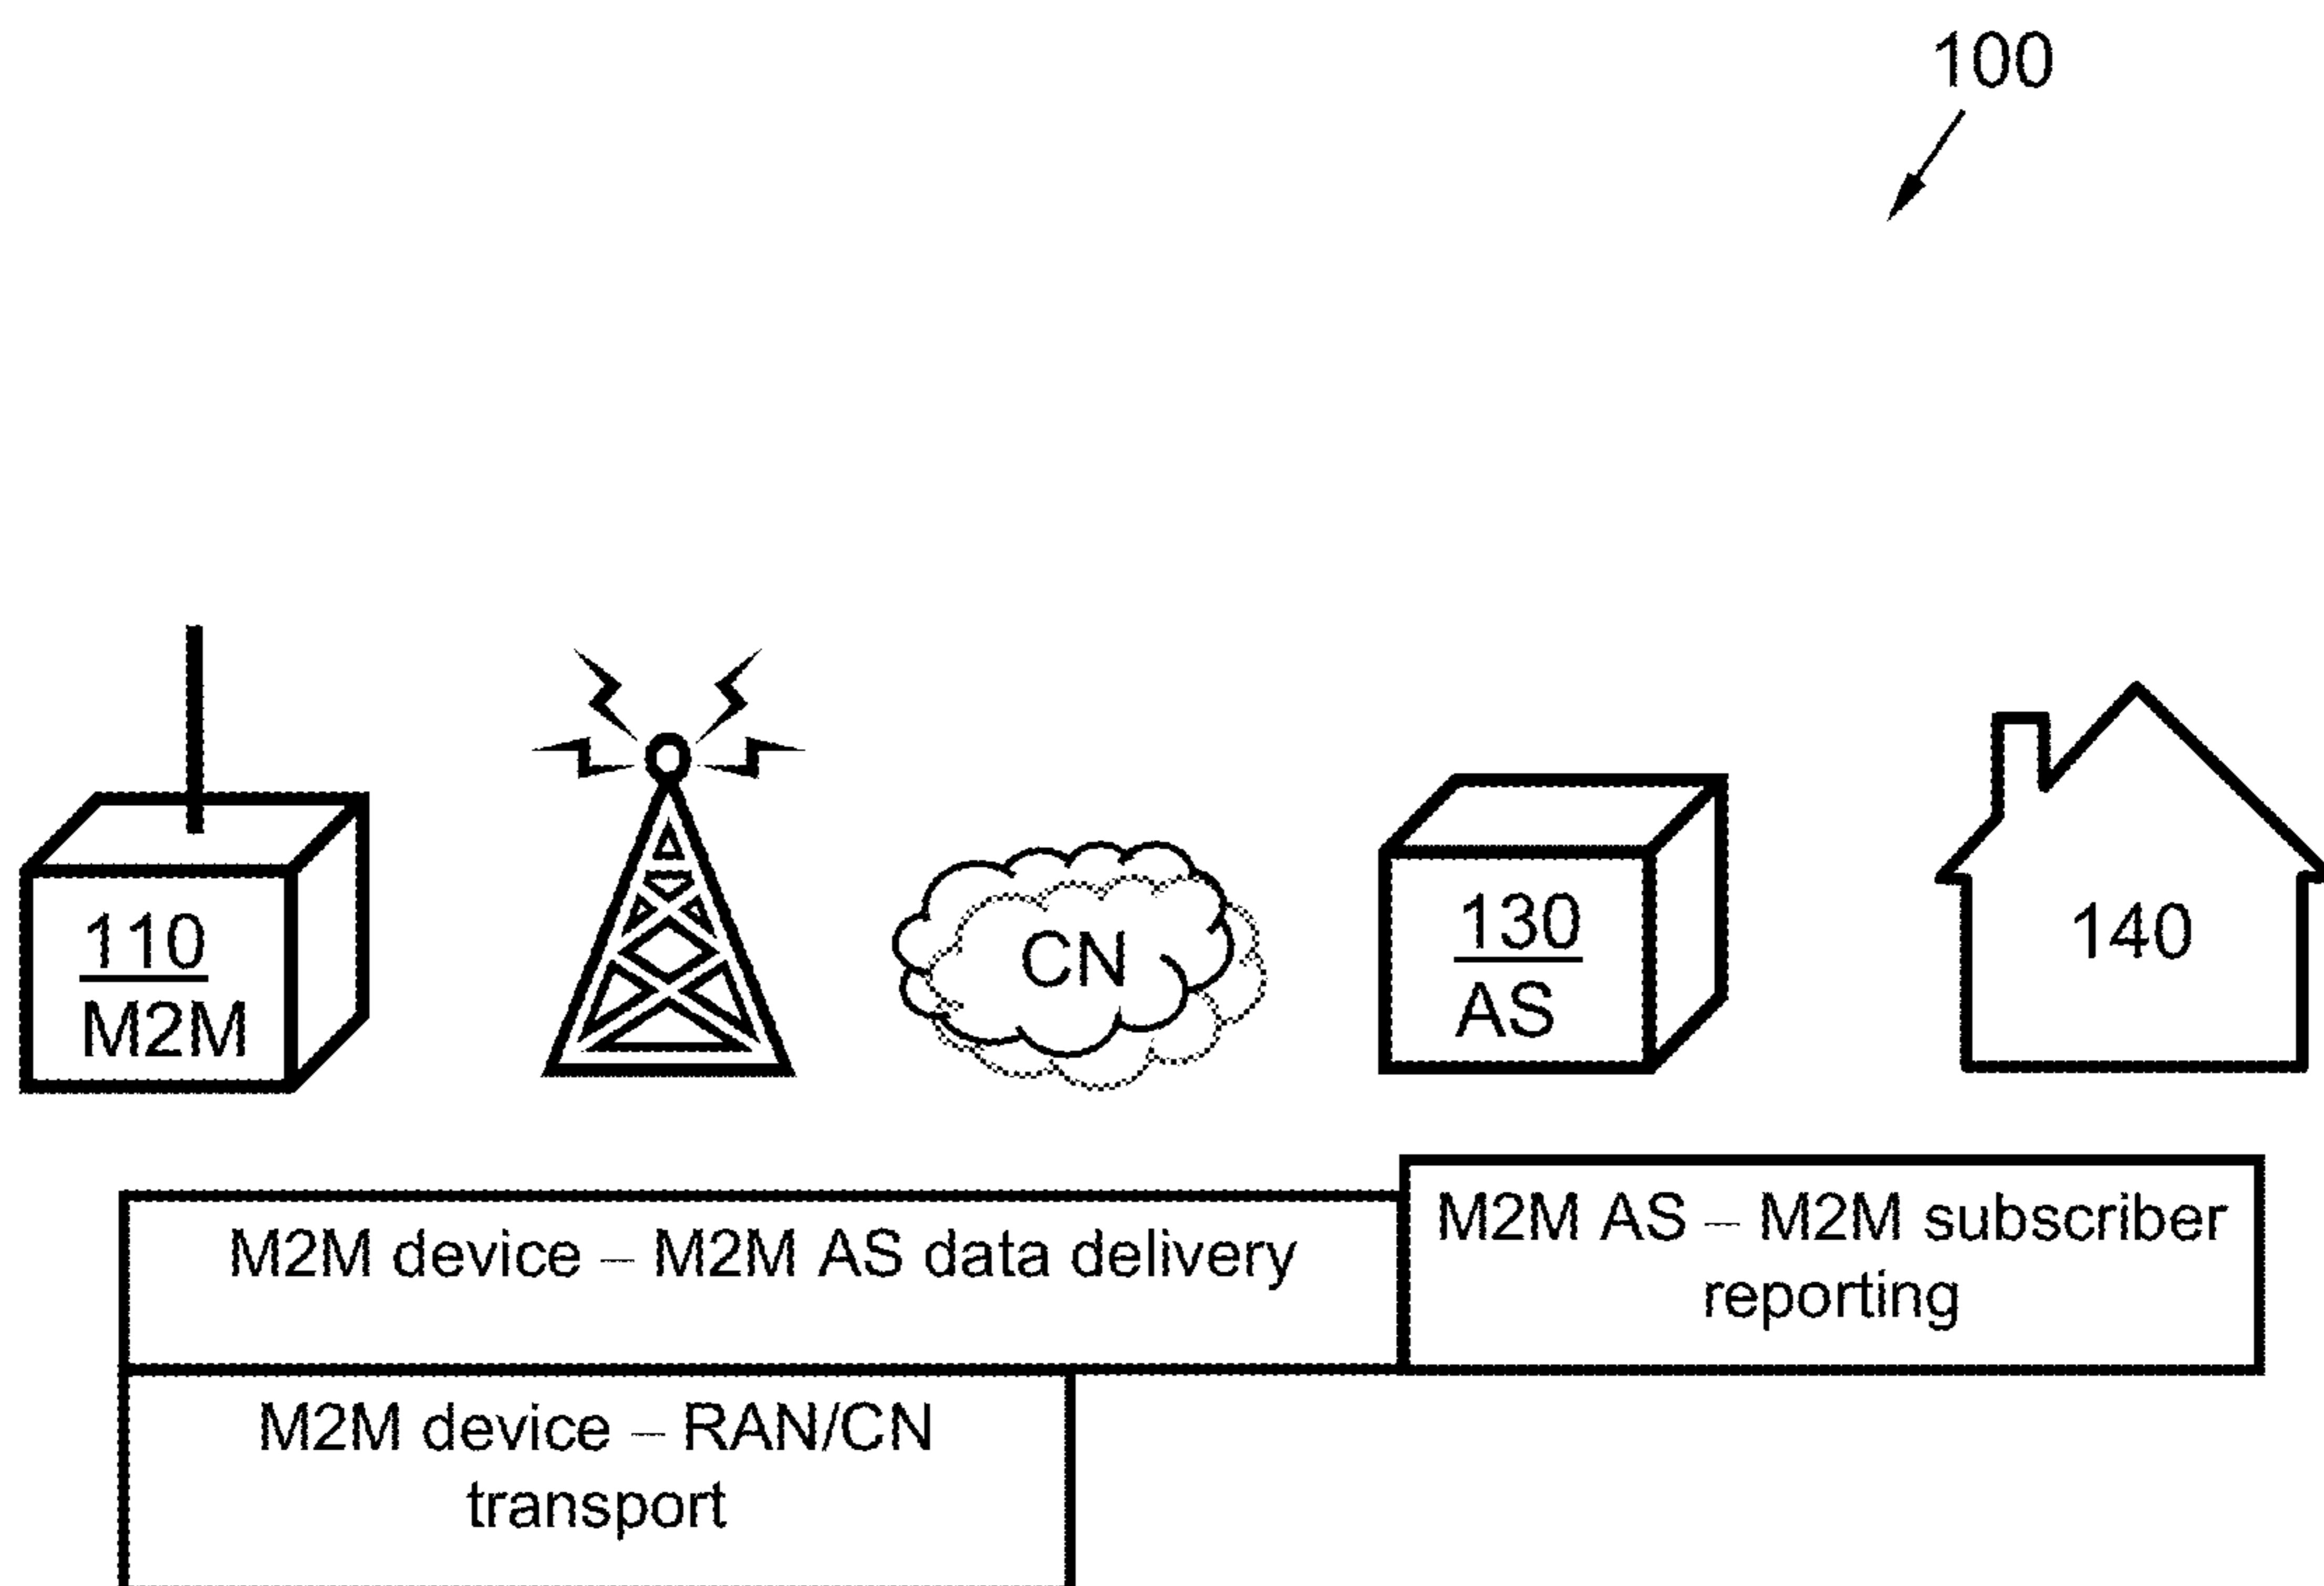 100
110
M2M
CN
130
AS
140
M2M device – M2M AS data delivery
M2M AS – M2M subscriber
reporting
M2M device – RAN/CN
transport